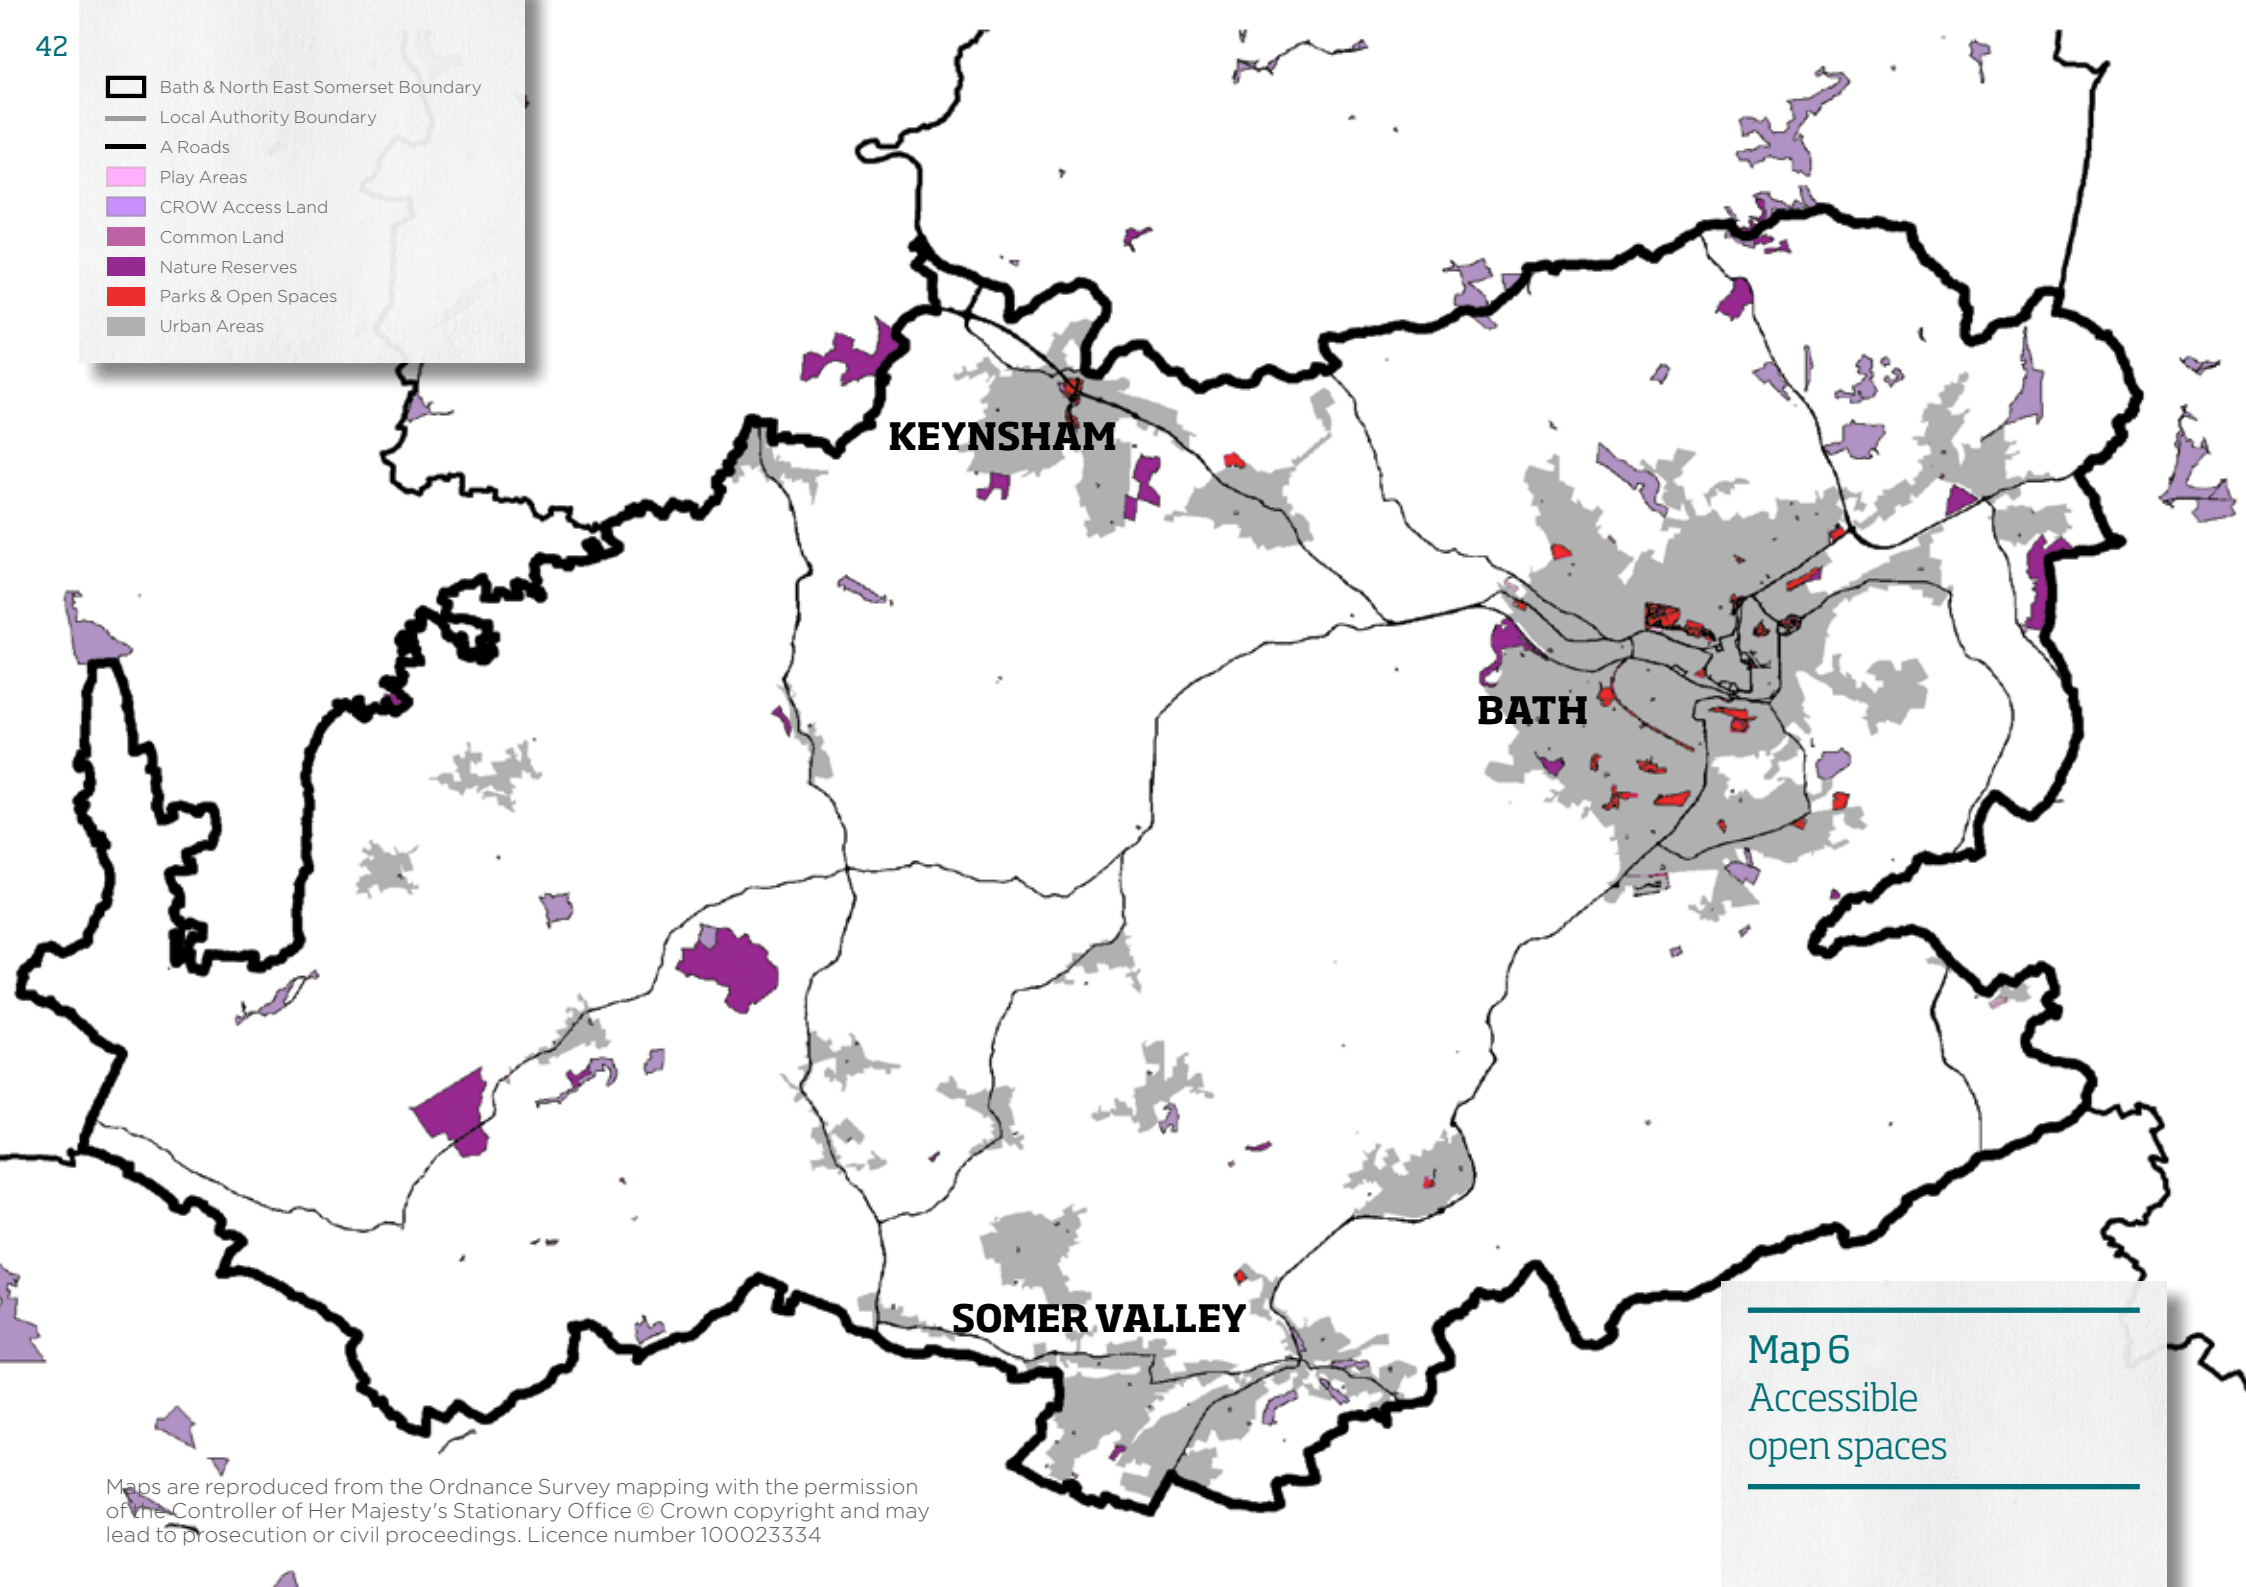 42
Bath & North East Somerset Boundary
Local Authority Boundary
A Roads
Play Areas
CROW Access Land
Common Land
Nature Reserves
Parks & Open Spaces
Urban Areas
KEYNSHAM
BATH
SOMER VALLEY
Map 6
Accessible
open spaces
Maps are reproduced from the Ordnance Survey mapping with the permission
of the Controller of Her Majesty's Stationary Office © Crown copyright and may
lead to prosecution or civil proceedings. Licence number 100023334